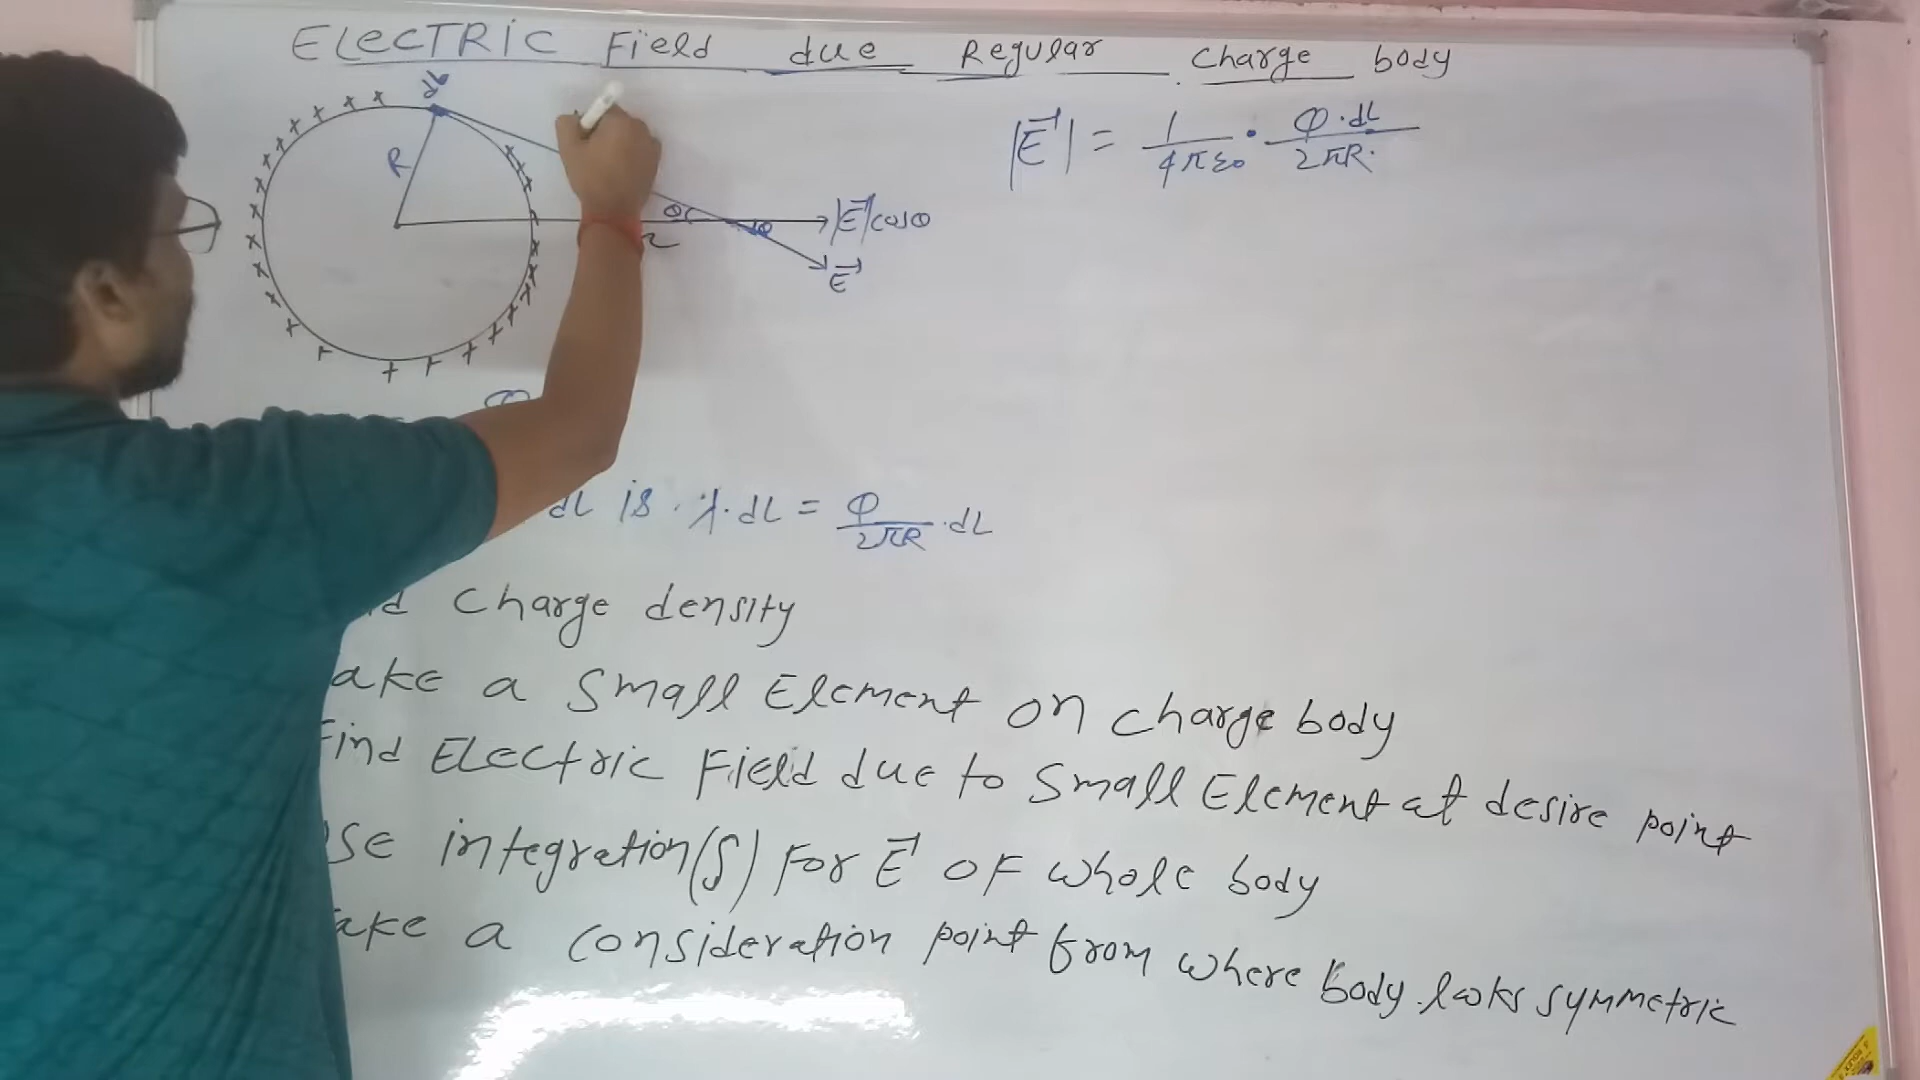 ELECTRIC Field due Regular charge body
dL
R
θ
r
θ
|E⃗|cosθ
E⃗
|E⃗| = 1/4πε₀ · Q·dL/2πR
dL is λ·dL = Q/2πR ·dL
charge density
ake a small Element on charge body
Find Electric Field due to small Element at desire point
se integration(∫) For E⃗ OF whole body
ake a consideration point from where body looks symmetric